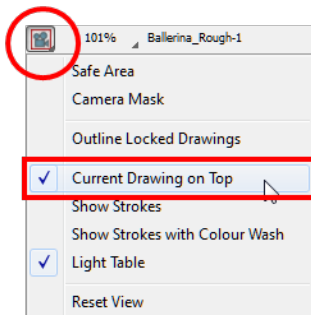 101% Ballerina_Rough-1
Safe Area
Camera Mask
Outline Locked Drawings
Current Drawing on Top
Show Strokes
Show Strokes with Colour Wash
Light Table
Reset View